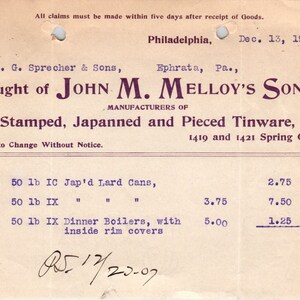 All claims must be made within five days after receipt of Goods.
Philadelphia, Dec. 13, 19
. G. Sprecher & Sons, Ephrata, Pa.,
ught of JOHN M. MELLOY'S SON
MANUFACTURERS OF
Stamped, Japanned and Pieced Tinware,
1419 and 1421 Spring G
to Change Without Notice.
50 lb IC Jap'd Lard Cans, 2.75
50 lb IX " " " 3.75 7.50
50 lb IX Dinner Boilers, with 5.00 1.25
inside rim covers
12/20-07